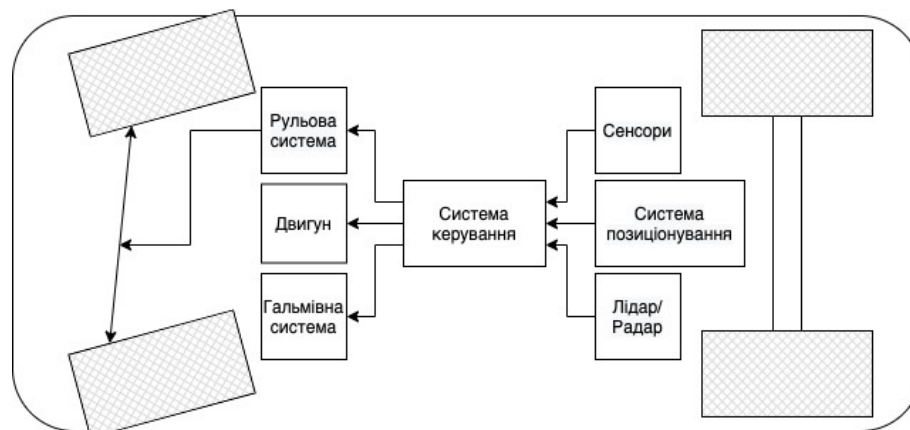 Рульова
система
Двигун
Гальмівна
система
Система
керування
Сенсори
Система
позиціонування
Лідар/
Радар